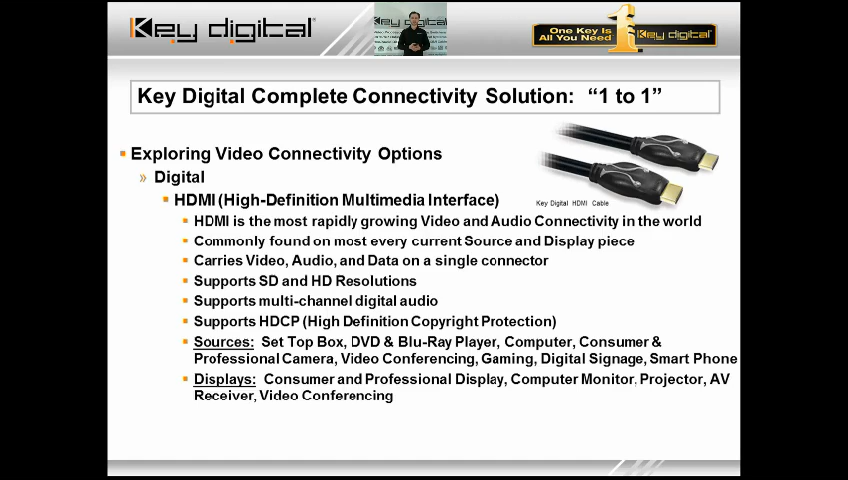 Key digital®
Key digital
One Key Is
All You Need
1
Key digital
Key Digital Complete Connectivity Solution: “1 to 1”
Exploring Video Connectivity Options
» Digital
HDMI (High-Definition Multimedia Interface)
Key Digital HDMI Cable
HDMI is the most rapidly growing Video and Audio Connectivity in the world
Commonly found on most every current Source and Display piece
Carries Video, Audio, and Data on a single connector
Supports SD and HD Resolutions
Supports multi-channel digital audio
Supports HDCP (High Definition Copyright Protection)
Sources: Set Top Box, DVD & Blu-Ray Player, Computer, Consumer &
Professional Camera, Video Conferencing, Gaming, Digital Signage, Smart Phone
Displays: Consumer and Professional Display, Computer Monitor, Projector, AV
Receiver, Video Conferencing